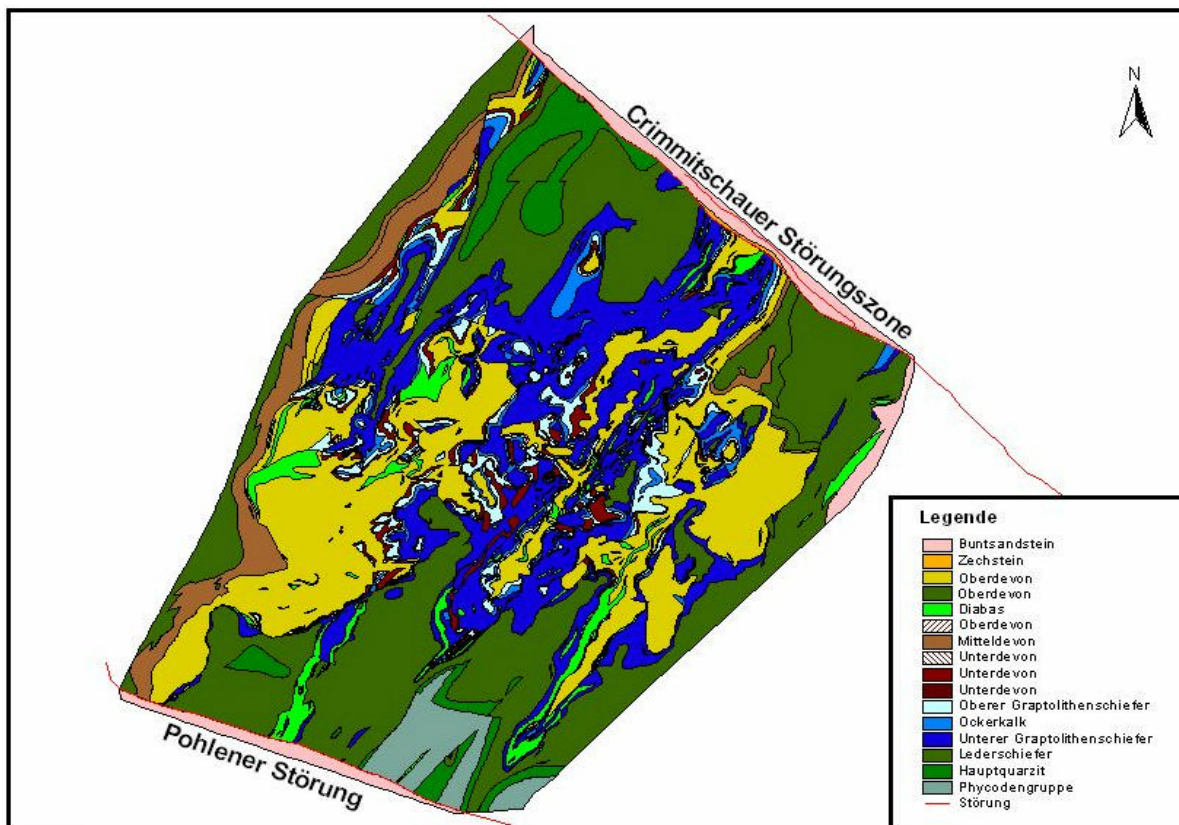 N
Crimmitschauer Störungszone
Pohlener Störung
Legende
Buntsandstein
Zechstein
Oberdevon
Oberdevon
Diabas
Oberdevon
Mitteldevon
Unterdevon
Unterdevon
Unterdevon
Oberer Graptolithenschiefer
Ockerkalk
Unterer Graptolithenschiefer
Lederschiefer
Hauptquarzit
Phycodengruppe
Störung